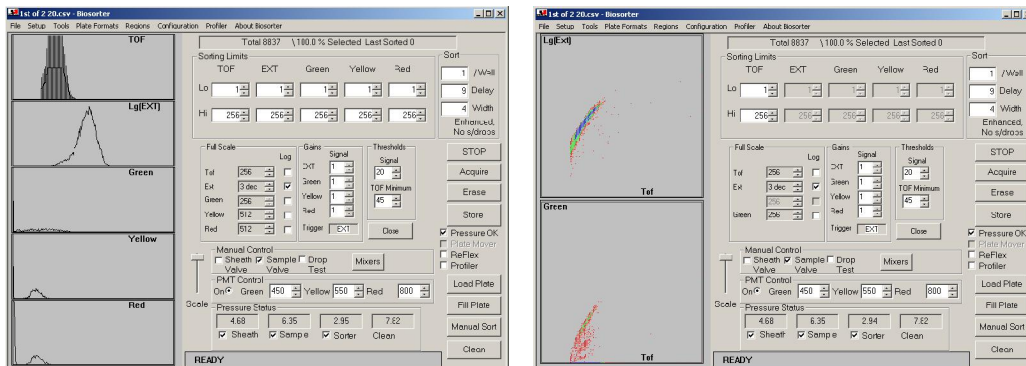 1st of 2 20.csv - Biosorter
File Setup Tools Plate Formats Regions Configuration Profiler About Biosorter
TOF
Lg(EXT)
Green
Yellow
Red
Total 8837 \100.0 % Selected Last Sorted 0
Sorting Limits
TOF EXT Green Yellow Red
Lo 1 1 1 1 1
Hi 256 256 256 256 256
Sort
1 /Well
9 Delay
4 Width
Enhanced,
No s/drops
Full Scale
Log
Tof 256
Ext 3 dec
Green 256
Yellow 512
Red 512
Gains
Signal
EXT 1
Green 1
Yellow 1
Red 1
Trigger EXT
Thresholds
Signal
20
TOF Minimum
45
Close
STOP
Acquire
Erase
Store
Pressure OK
Plate Mover
ReFlex
Profiler
Load Plate
Fill Plate
Manual Sort
Clean
Manual Control
Sheath Valve
Sample Valve
Drop Test
Mixers
Scale
PMT Control
On Green 450 Yellow 550 Red 800
Pressure Status
4.68 6.35 2.95 7.82
Sheath Sample Sorter Clean
READY
1st of 2 20.csv - Biosorter
File Setup Tools Plate Formats Regions Configuration Profiler About Biosorter
Lg(Ext)
Tof
Green
Tof
Total 8837 \100.0 % Selected Last Sorted 0
Sorting Limits
TOF EXT Green Yellow Red
Lo 1 1 1 1 1
Hi 256 256 256 256 256
Sort
1 /Well
9 Delay
4 Width
Enhanced,
No s/drops
Full Scale
Log
Tof 256
Ext 3 dec
256
Green 256
Gains
Signal
EXT 1
Green 1
Yellow 1
Red 1
Trigger EXT
Thresholds
Signal
20
TOF Minimum
45
Close
STOP
Acquire
Erase
Store
Pressure OK
Plate Mover
ReFlex
Profiler
Load Plate
Fill Plate
Manual Sort
Clean
Manual Control
Sheath Valve
Sample Valve
Drop Test
Mixers
Scale
PMT Control
On Green 450 Yellow 550 Red 800
Pressure Status
4.68 6.35 2.94 7.82
Sheath Sample Sorter Clean
READY